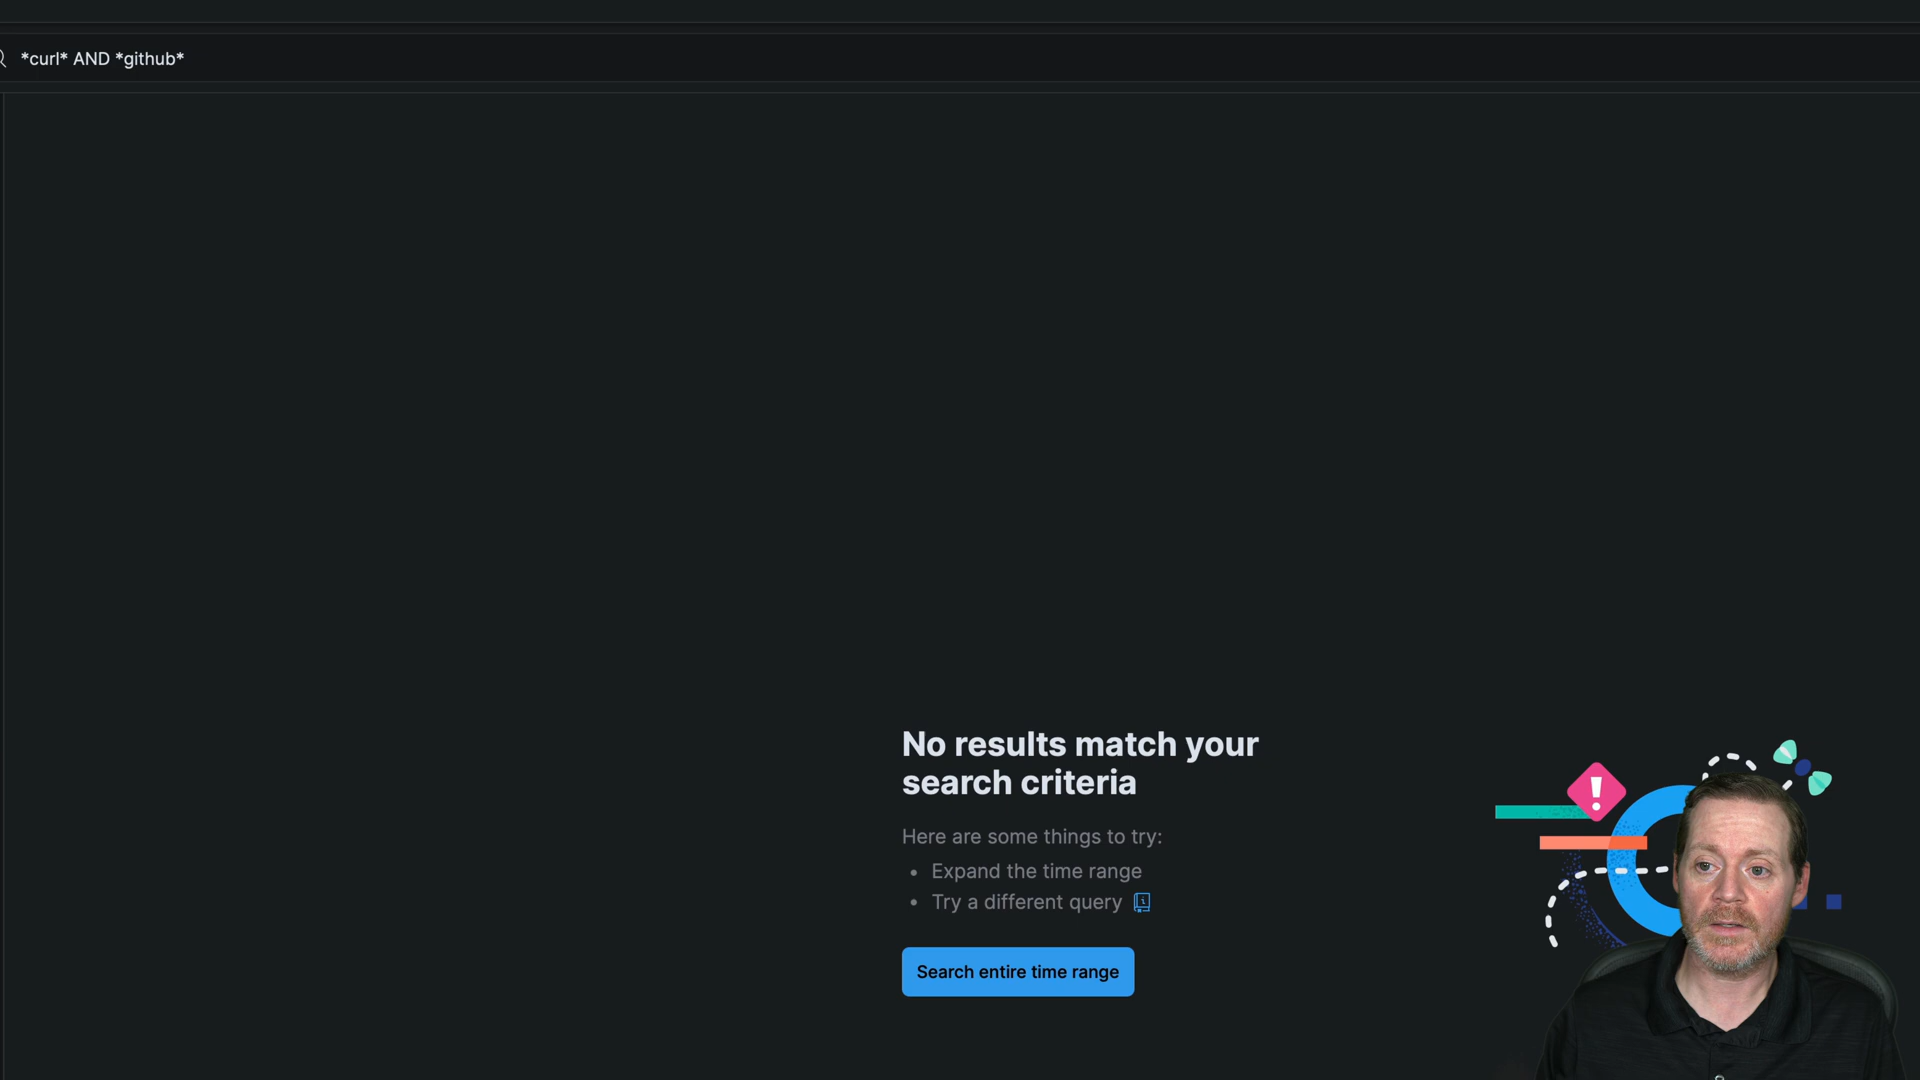 *curl* AND *github*
No results match your
search criteria
Here are some things to try:
• Expand the time range
• Try a different query
Search entire time range